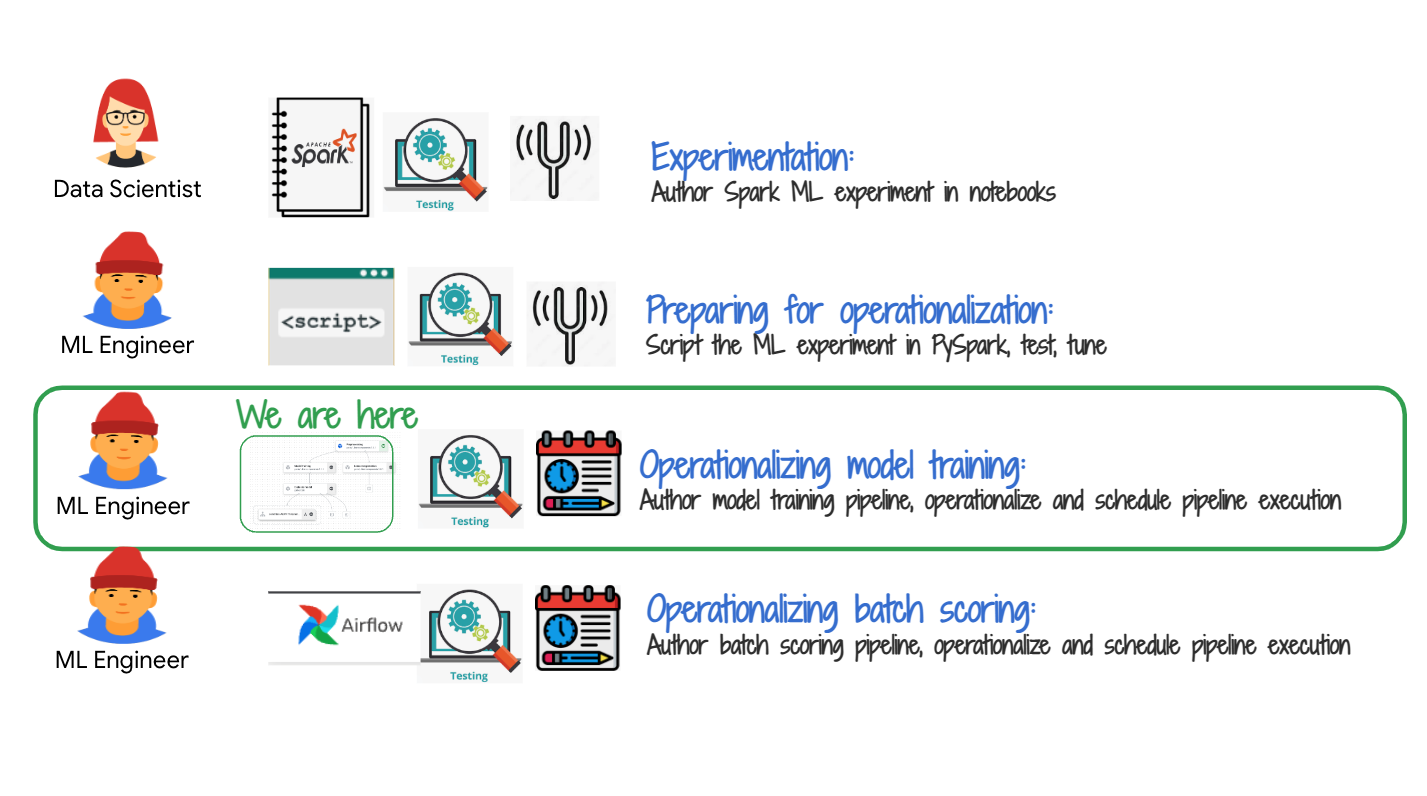 APACHE
Spark
Testing
Experimentation:
Author Spark ML experiment in notebooks
Data Scientist
<script>
Testing
Preparing for operationalization:
Script the ML experiment in PySpark, test, tune
ML Engineer
We are here
Testing
Operationalizing model training:
Author model training pipeline, operationalize and schedule pipeline execution
ML Engineer
Airflow
Testing
Operationalizing batch scoring:
Author batch scoring pipeline, operationalize and schedule pipeline execution
ML Engineer